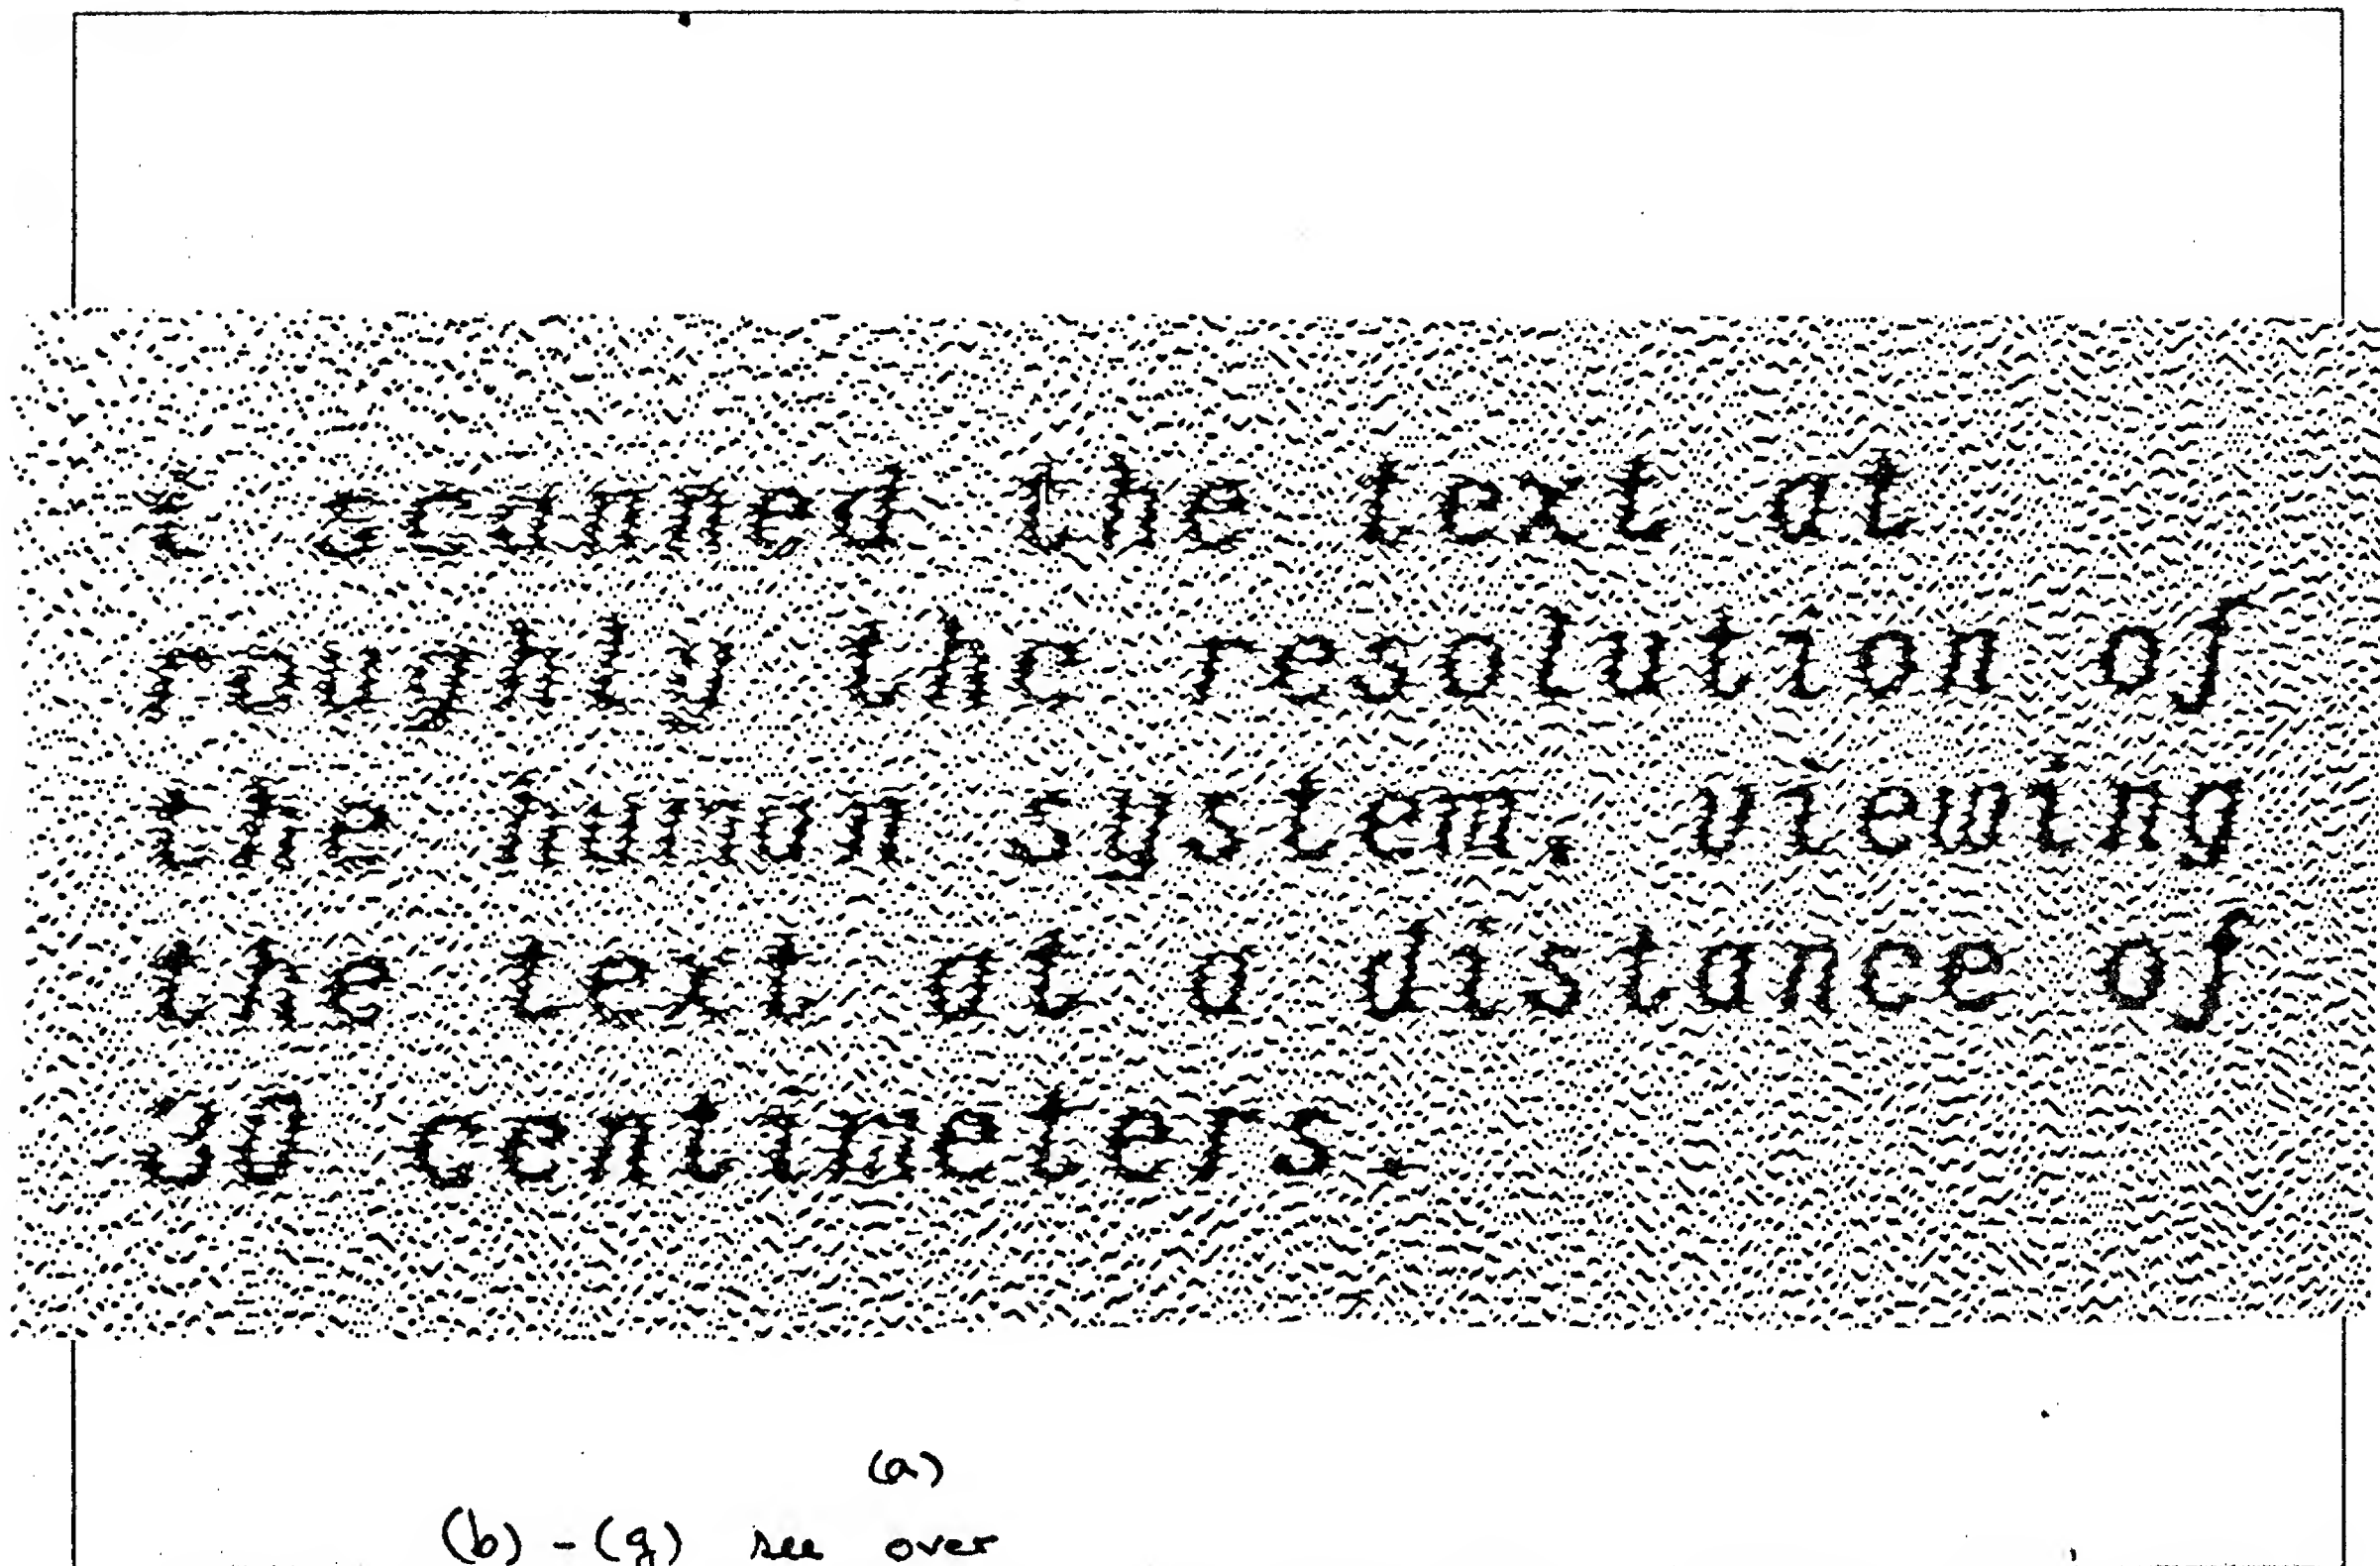 I scanned the text at
roughly the resolution of
the human system, viewing
the text at a distance of
30 centimeters.
(a)
(b) - (g) see over